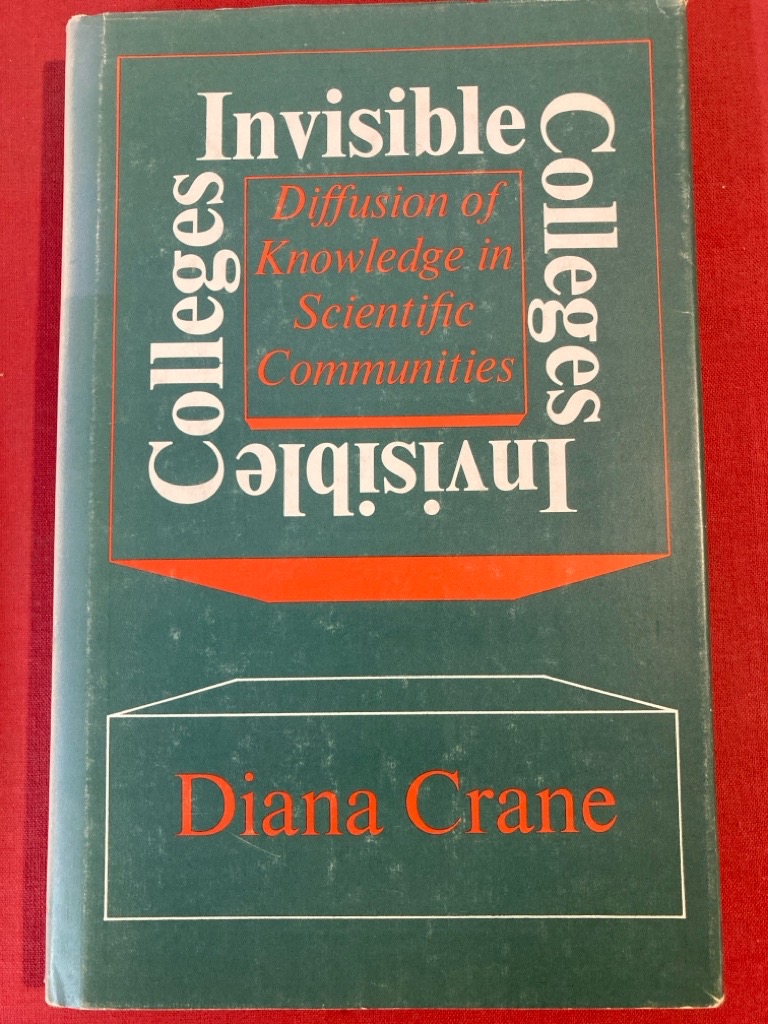 Invisible
Colleges
Invisible
Colleges
Diffusion of
Knowledge in
Scientific
Communities
Diana Crane